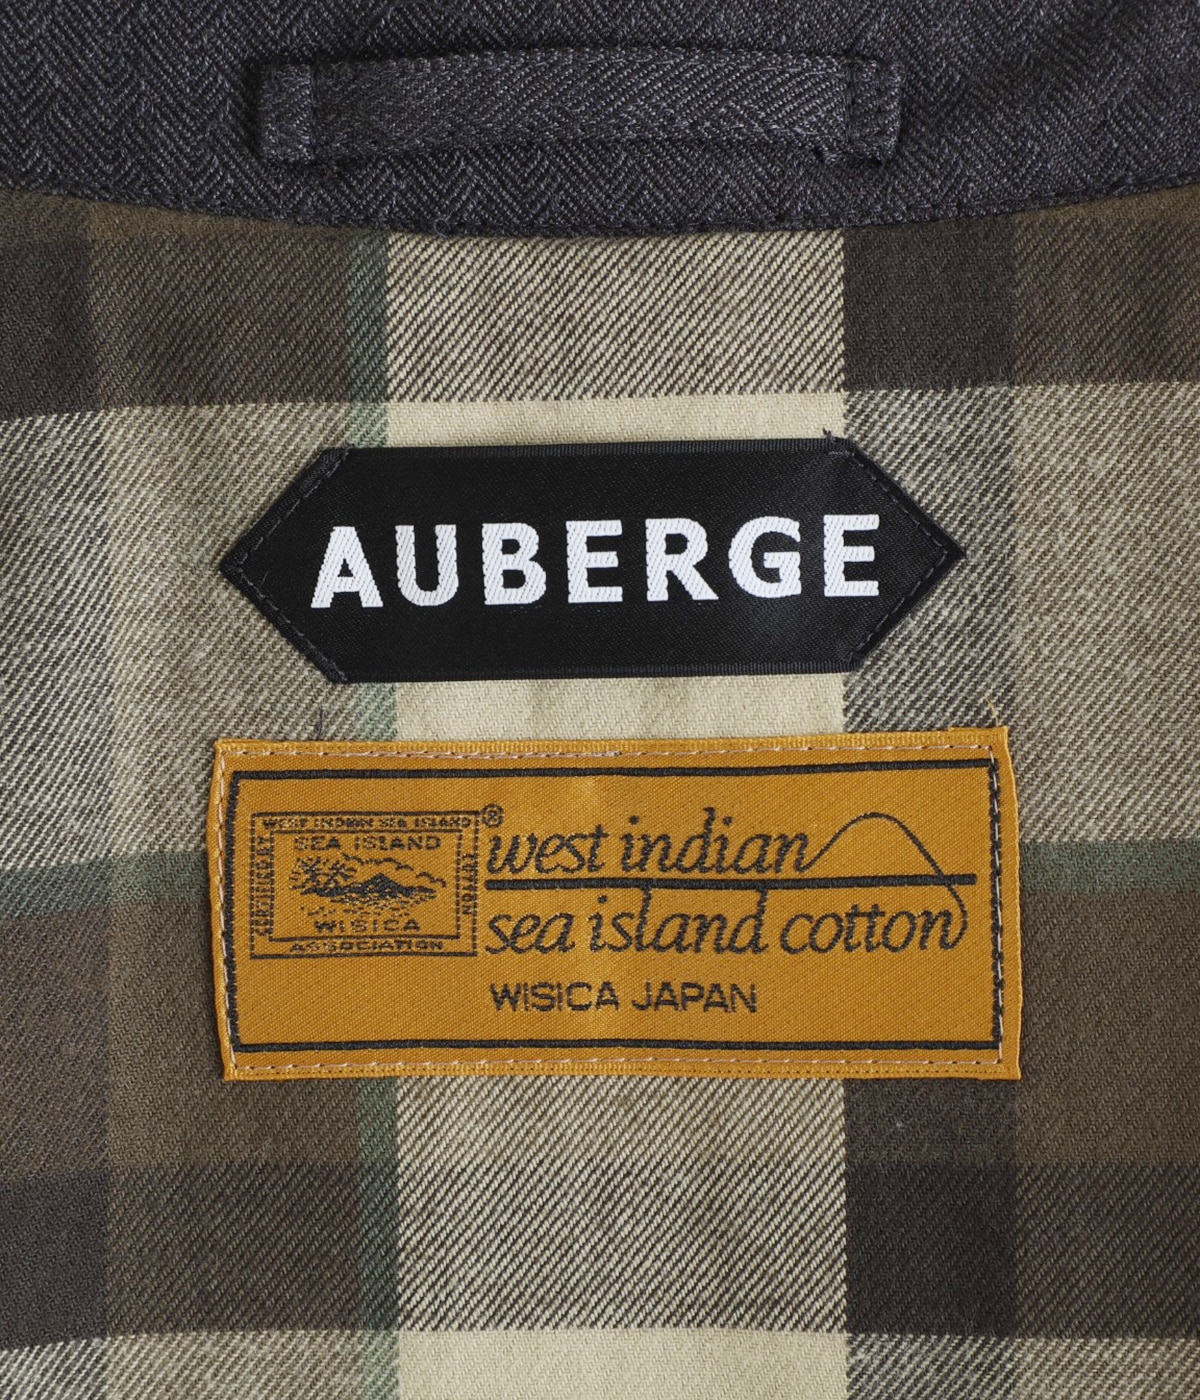 AUBERGE
WEST INDIAN SEA ISLAND
SEA ISLAND
WISICA
ASSOCIATION
®
west indian
sea island cotton
WISICA JAPAN